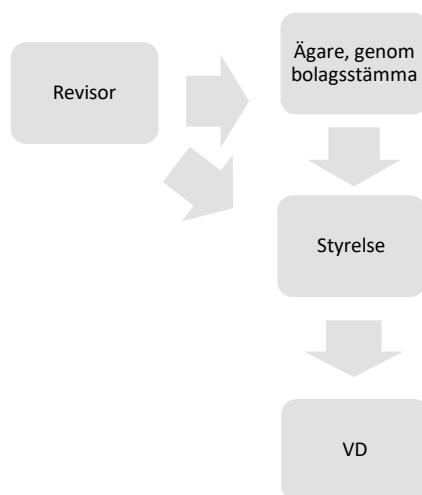 Revisor
Ägare, genom
bolagsstämma
Styrelse
VD